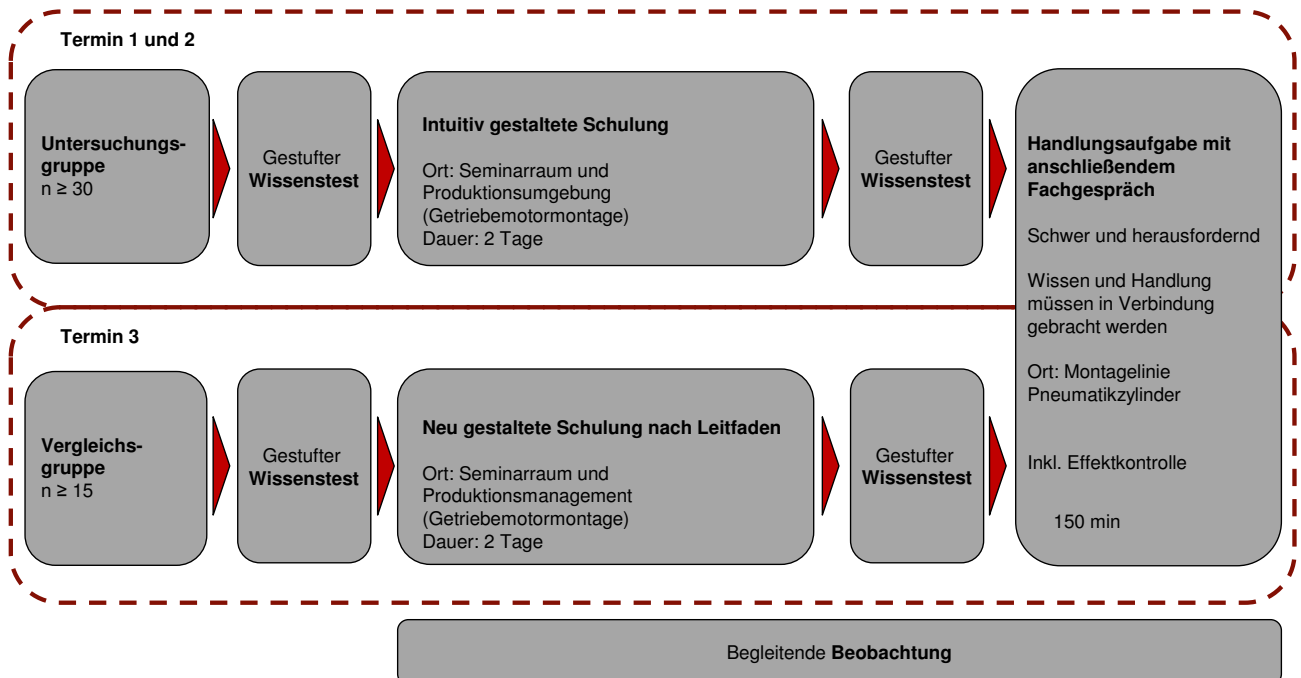 Termin 1 und 2
Untersuchungs-
gruppe
n ≥ 30
Gestufter
Wissenstest
Intuitiv gestaltete Schulung
Ort: Seminarraum und
Produktionsumgebung
(Getriebemotormontage)
Dauer: 2 Tage
Gestufter
Wissenstest
Handlungsaufgabe mit
anschließendem
Fachgespräch
Schwer und herausfordernd
Wissen und Handlung
müssen in Verbindung
gebracht werden
Ort: Montagelinie
Pneumatikzylinder
Inkl. Effektkontrolle
150 min
Termin 3
Vergleichs-
gruppe
n ≥ 15
Gestufter
Wissenstest
Neu gestaltete Schulung nach Leitfaden
Ort: Seminarraum und
Produktionsmanagement
(Getriebemotormontage)
Dauer: 2 Tage
Gestufter
Wissenstest
Begleitende Beobachtung